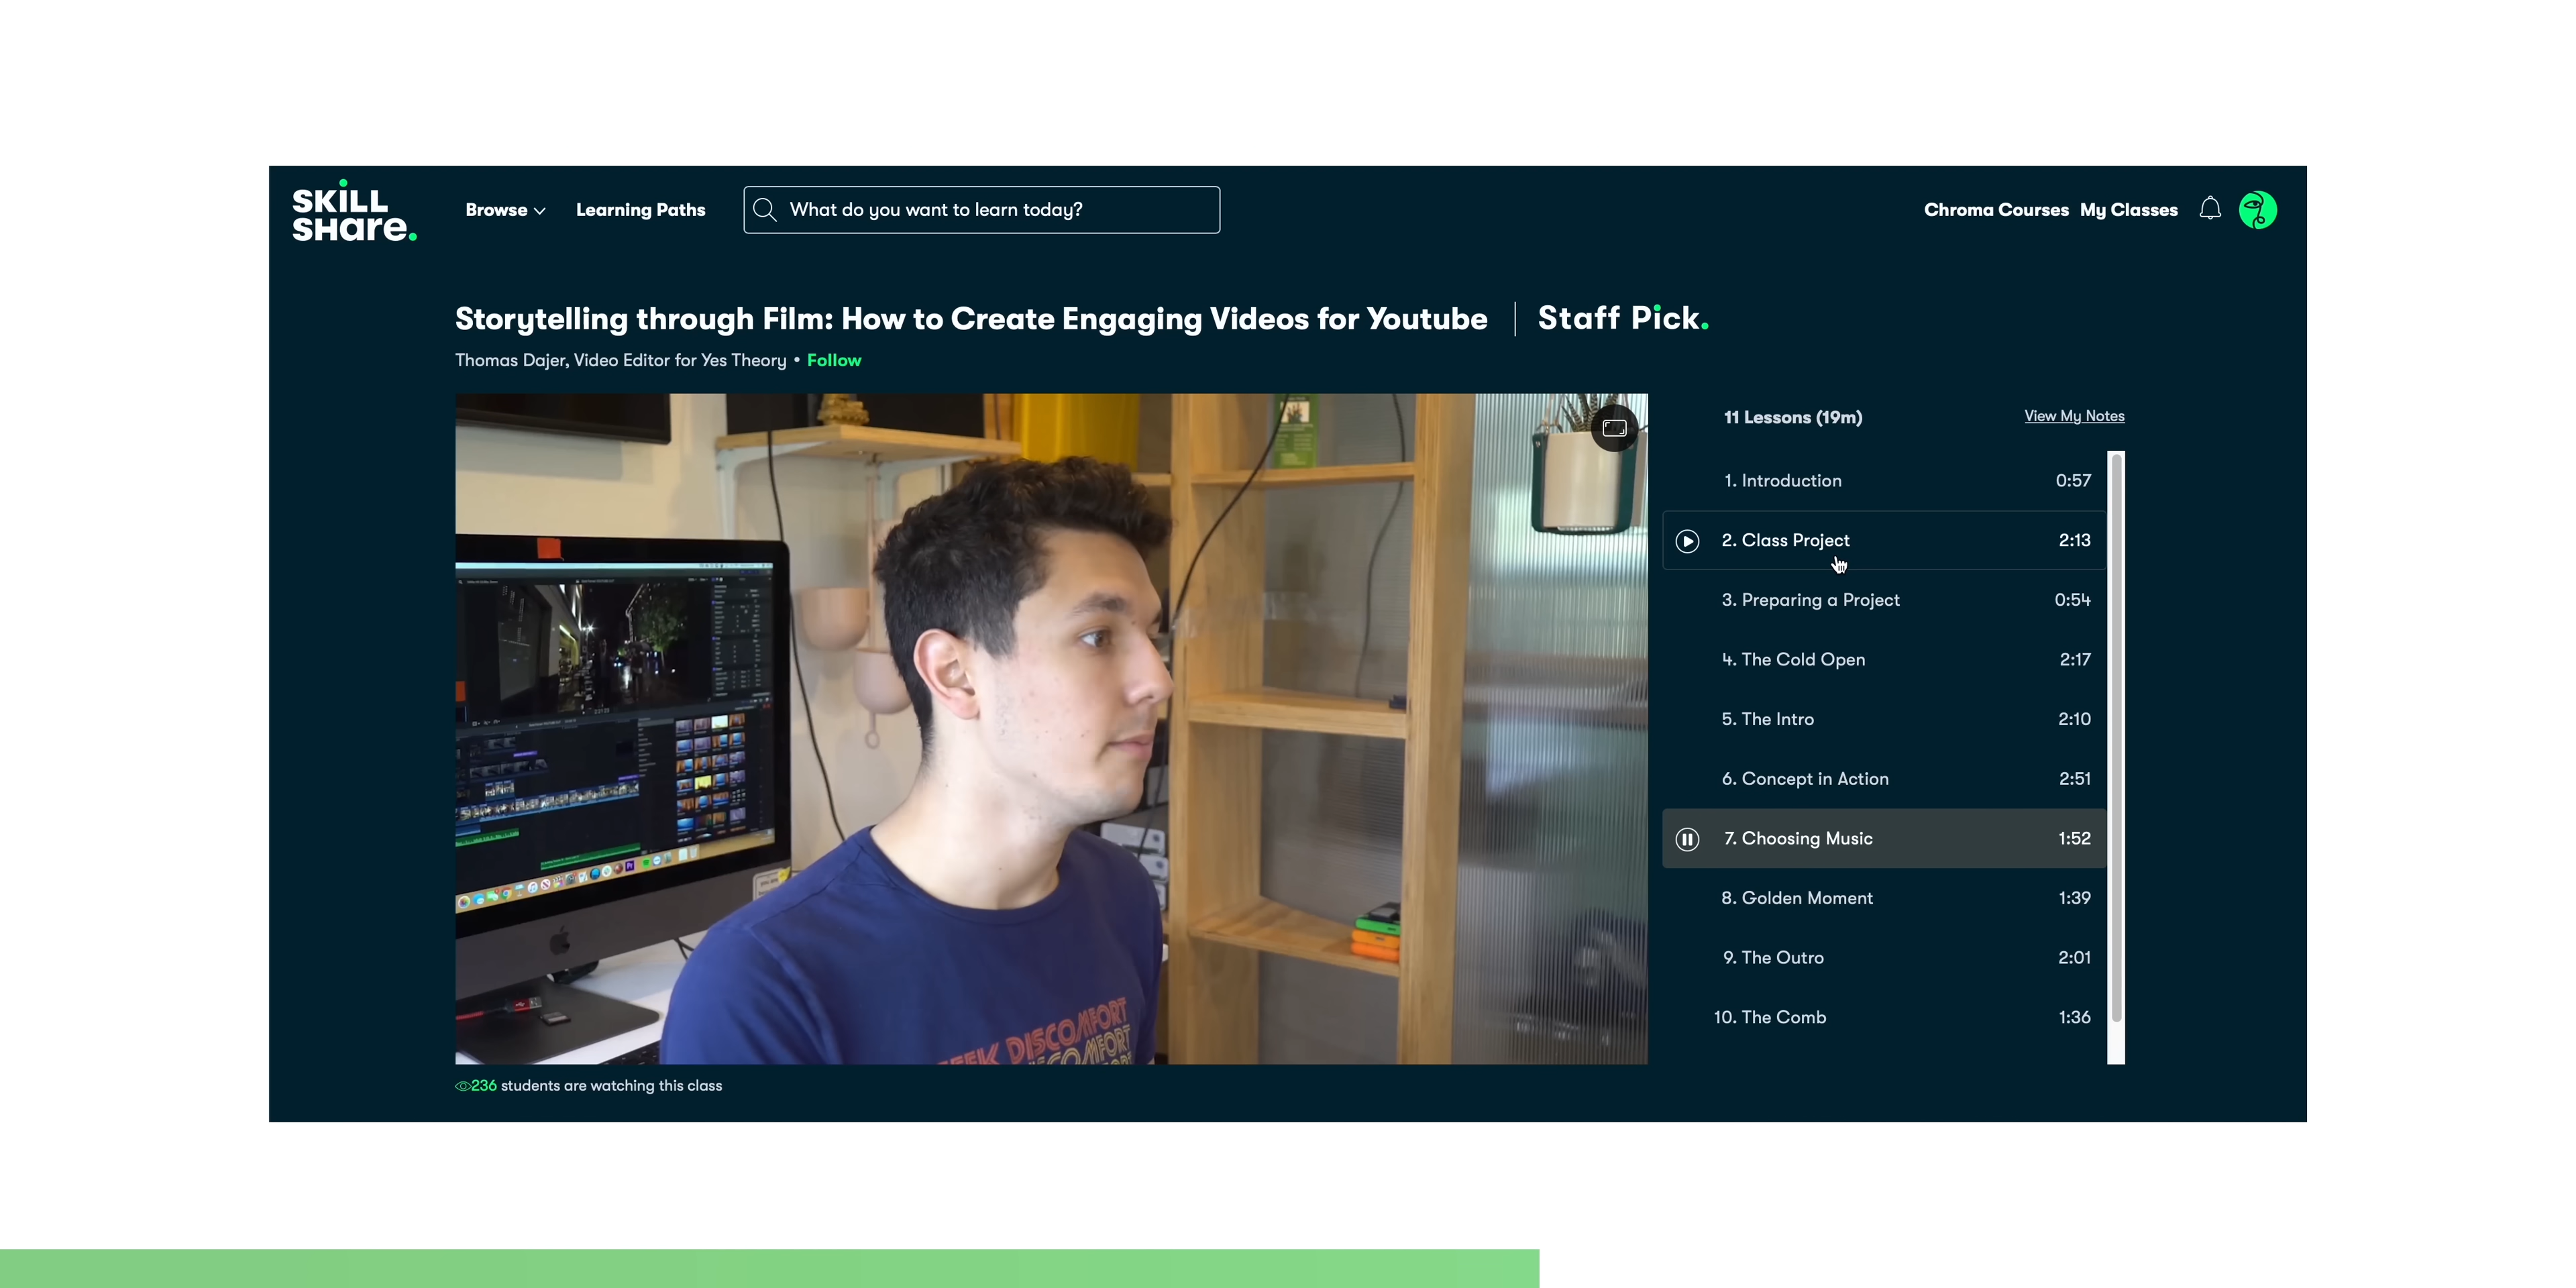 SKILL
SHare.
Browse
Learning Paths
What do you want to learn today?
Chroma Courses
My Classes
Storytelling through Film: How to Create Engaging Videos for Youtube
Staff Pick.
Thomas Dajer, Video Editor for Yes Theory • Follow
11 Lessons (19m)
View My Notes
1. Introduction 0:57
2. Class Project 2:13
3. Preparing a Project 0:54
4. The Cold Open 2:17
5. The Intro 2:10
6. Concept in Action 2:51
7. Choosing Music 1:52
8. Golden Moment 1:39
9. The Outro 2:01
10. The Comb 1:36
DISCOMFORT
236 students are watching this class